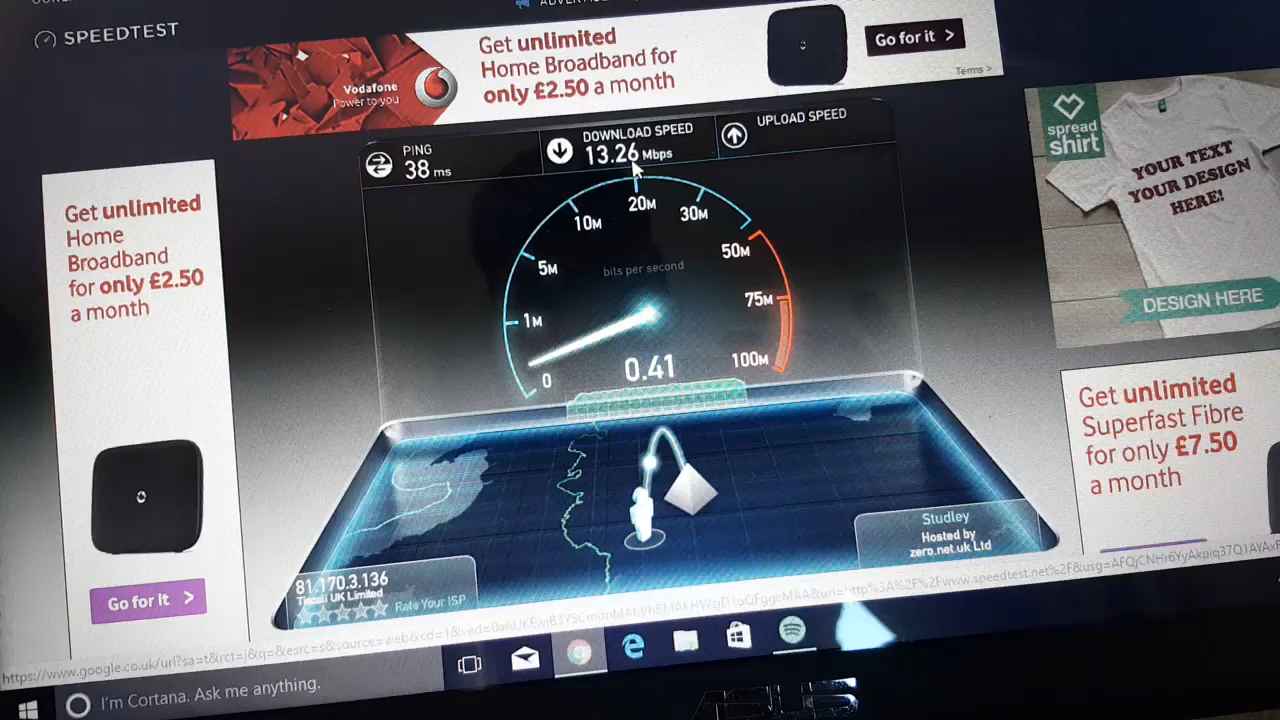 SPEEDTEST
Vodafone
Power to you
Get unlimited
Home Broadband for
only £2.50 a month
Go for it >
Terms >
spread
shirt
YOUR TEXT
YOUR DESIGN
HERE!
DESIGN HERE
PING
38 ms
DOWNLOAD SPEED
13.26 Mbps
UPLOAD SPEED
Get unlimited
Home
Broadband
for only £2.50
a month
Go for it >
0
1M
5M
10M
20M
30M
50M
75M
100M
bits per second
0.41
Get unlimited
Superfast Fibre
for only £7.50
a month
81.170.3.136
Tiscali UK Limited
Rate Your ISP
Studley
Hosted by
zero.net.uk Ltd
I'm Cortana. Ask me anything.